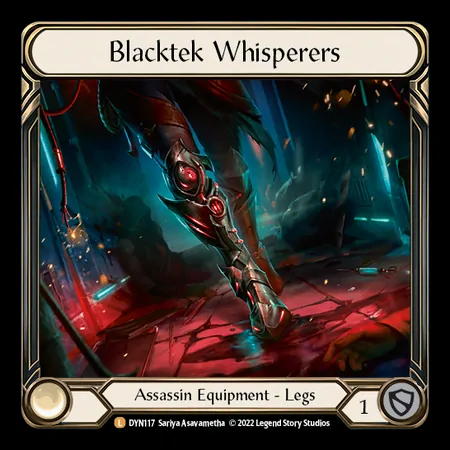 Blacktek Whisperers
Assassin Equipment - Legs
1
L DYN117 Sariya Asavametha © 2022 Legend Story Studios